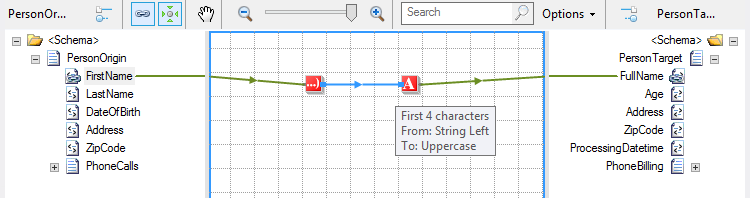 PersonOr...
Search
Options
PersonTa...
<Schema>
PersonOrigin
FirstName
LastName
DateOfBirth
Address
ZipCode
PhoneCalls
...)
A
First 4 characters
From: String Left
To: Uppercase
<Schema>
PersonTarget
FullName
Age
Address
ZipCode
ProcessingDatetime
PhoneBilling